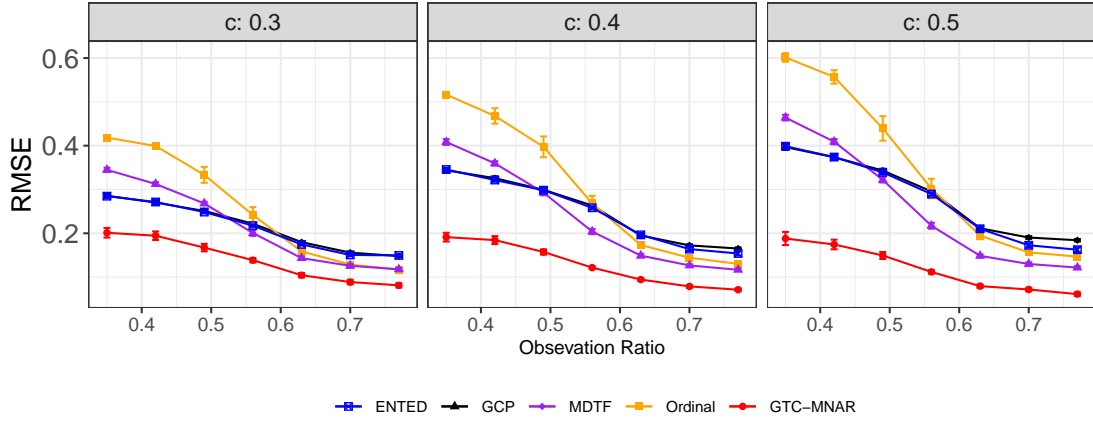 c: 0.3 c: 0.4 c: 0.5
0.6
0.4
0.2
RMSE
0.4 0.5 0.6 0.7 0.4 0.5 0.6 0.7 0.4 0.5 0.6 0.7
Obsevation Ratio
ENTED GCP MDTF Ordinal GTC−MNAR